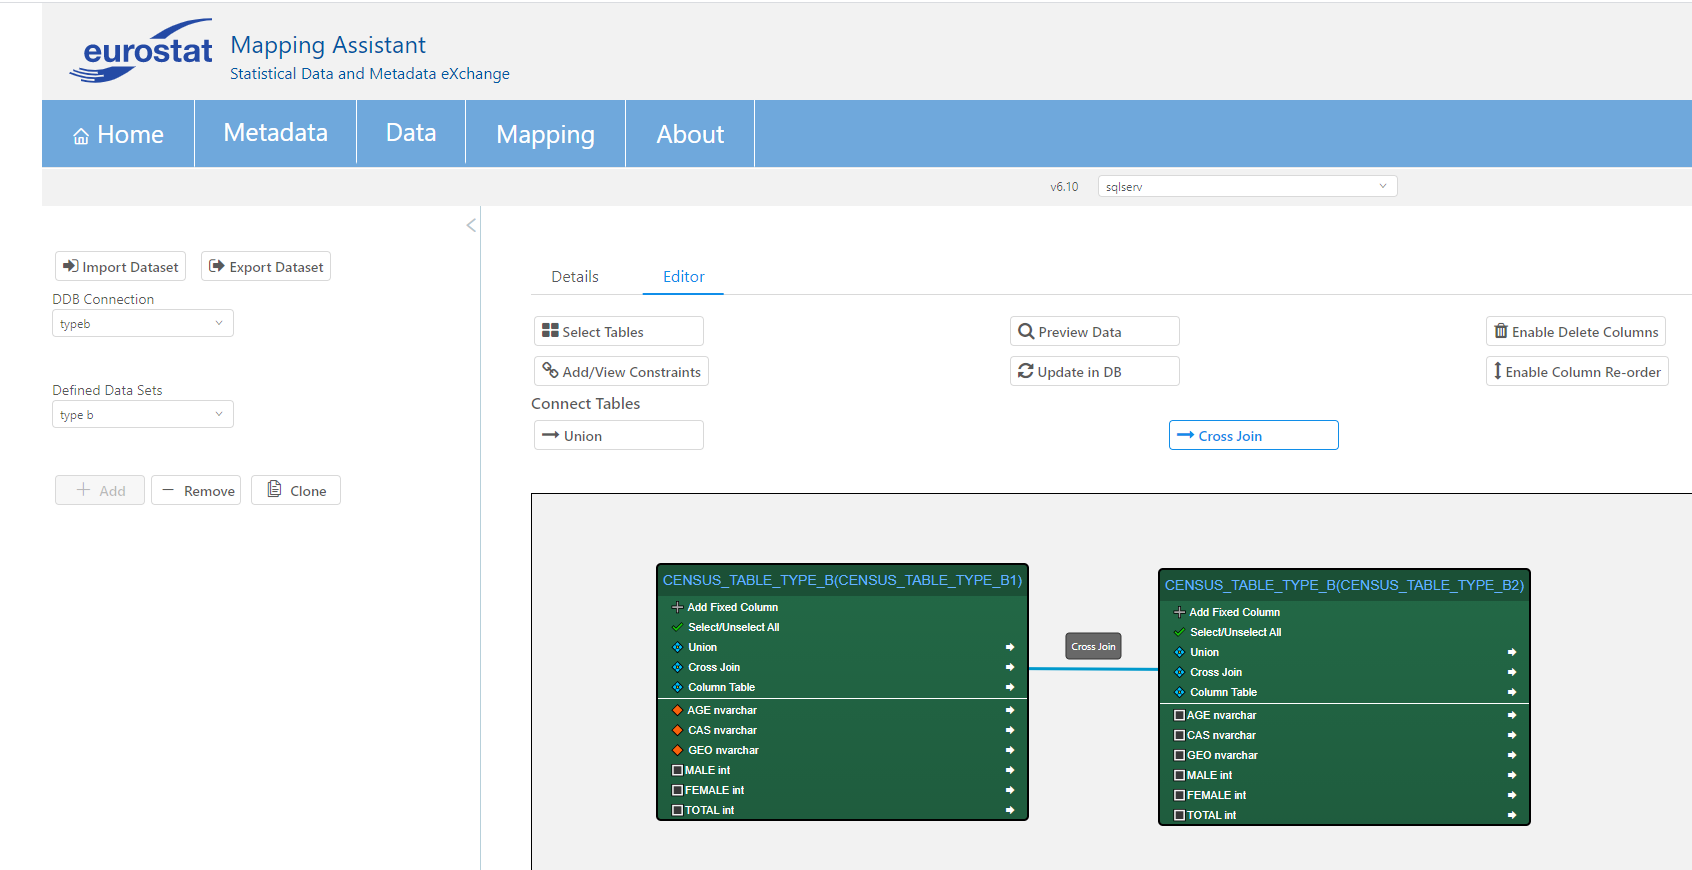 eurostat
Mapping Assistant
Statistical Data and Metadata eXchange
Home Metadata Data Mapping About
v6.10 sqlserv
Import Dataset Export Dataset
DDB Connection
typeb
Defined Data Sets
type b
Add Remove Clone
Details Editor
Select Tables Preview Data Enable Delete Columns
Add/View Constraints Update in DB Enable Column Re-order
Connect Tables
Union Cross Join
CENSUS_TABLE_TYPE_B(CENSUS_TABLE_TYPE_B1)
Add Fixed Column
Select/Unselect All
Union
Cross Join
Column Table
AGE nvarchar
CAS nvarchar
GEO nvarchar
MALE int
FEMALE int
TOTAL int
Cross Join
CENSUS_TABLE_TYPE_B(CENSUS_TABLE_TYPE_B2)
Add Fixed Column
Select/Unselect All
Union
Cross Join
Column Table
AGE nvarchar
CAS nvarchar
GEO nvarchar
MALE int
FEMALE int
TOTAL int